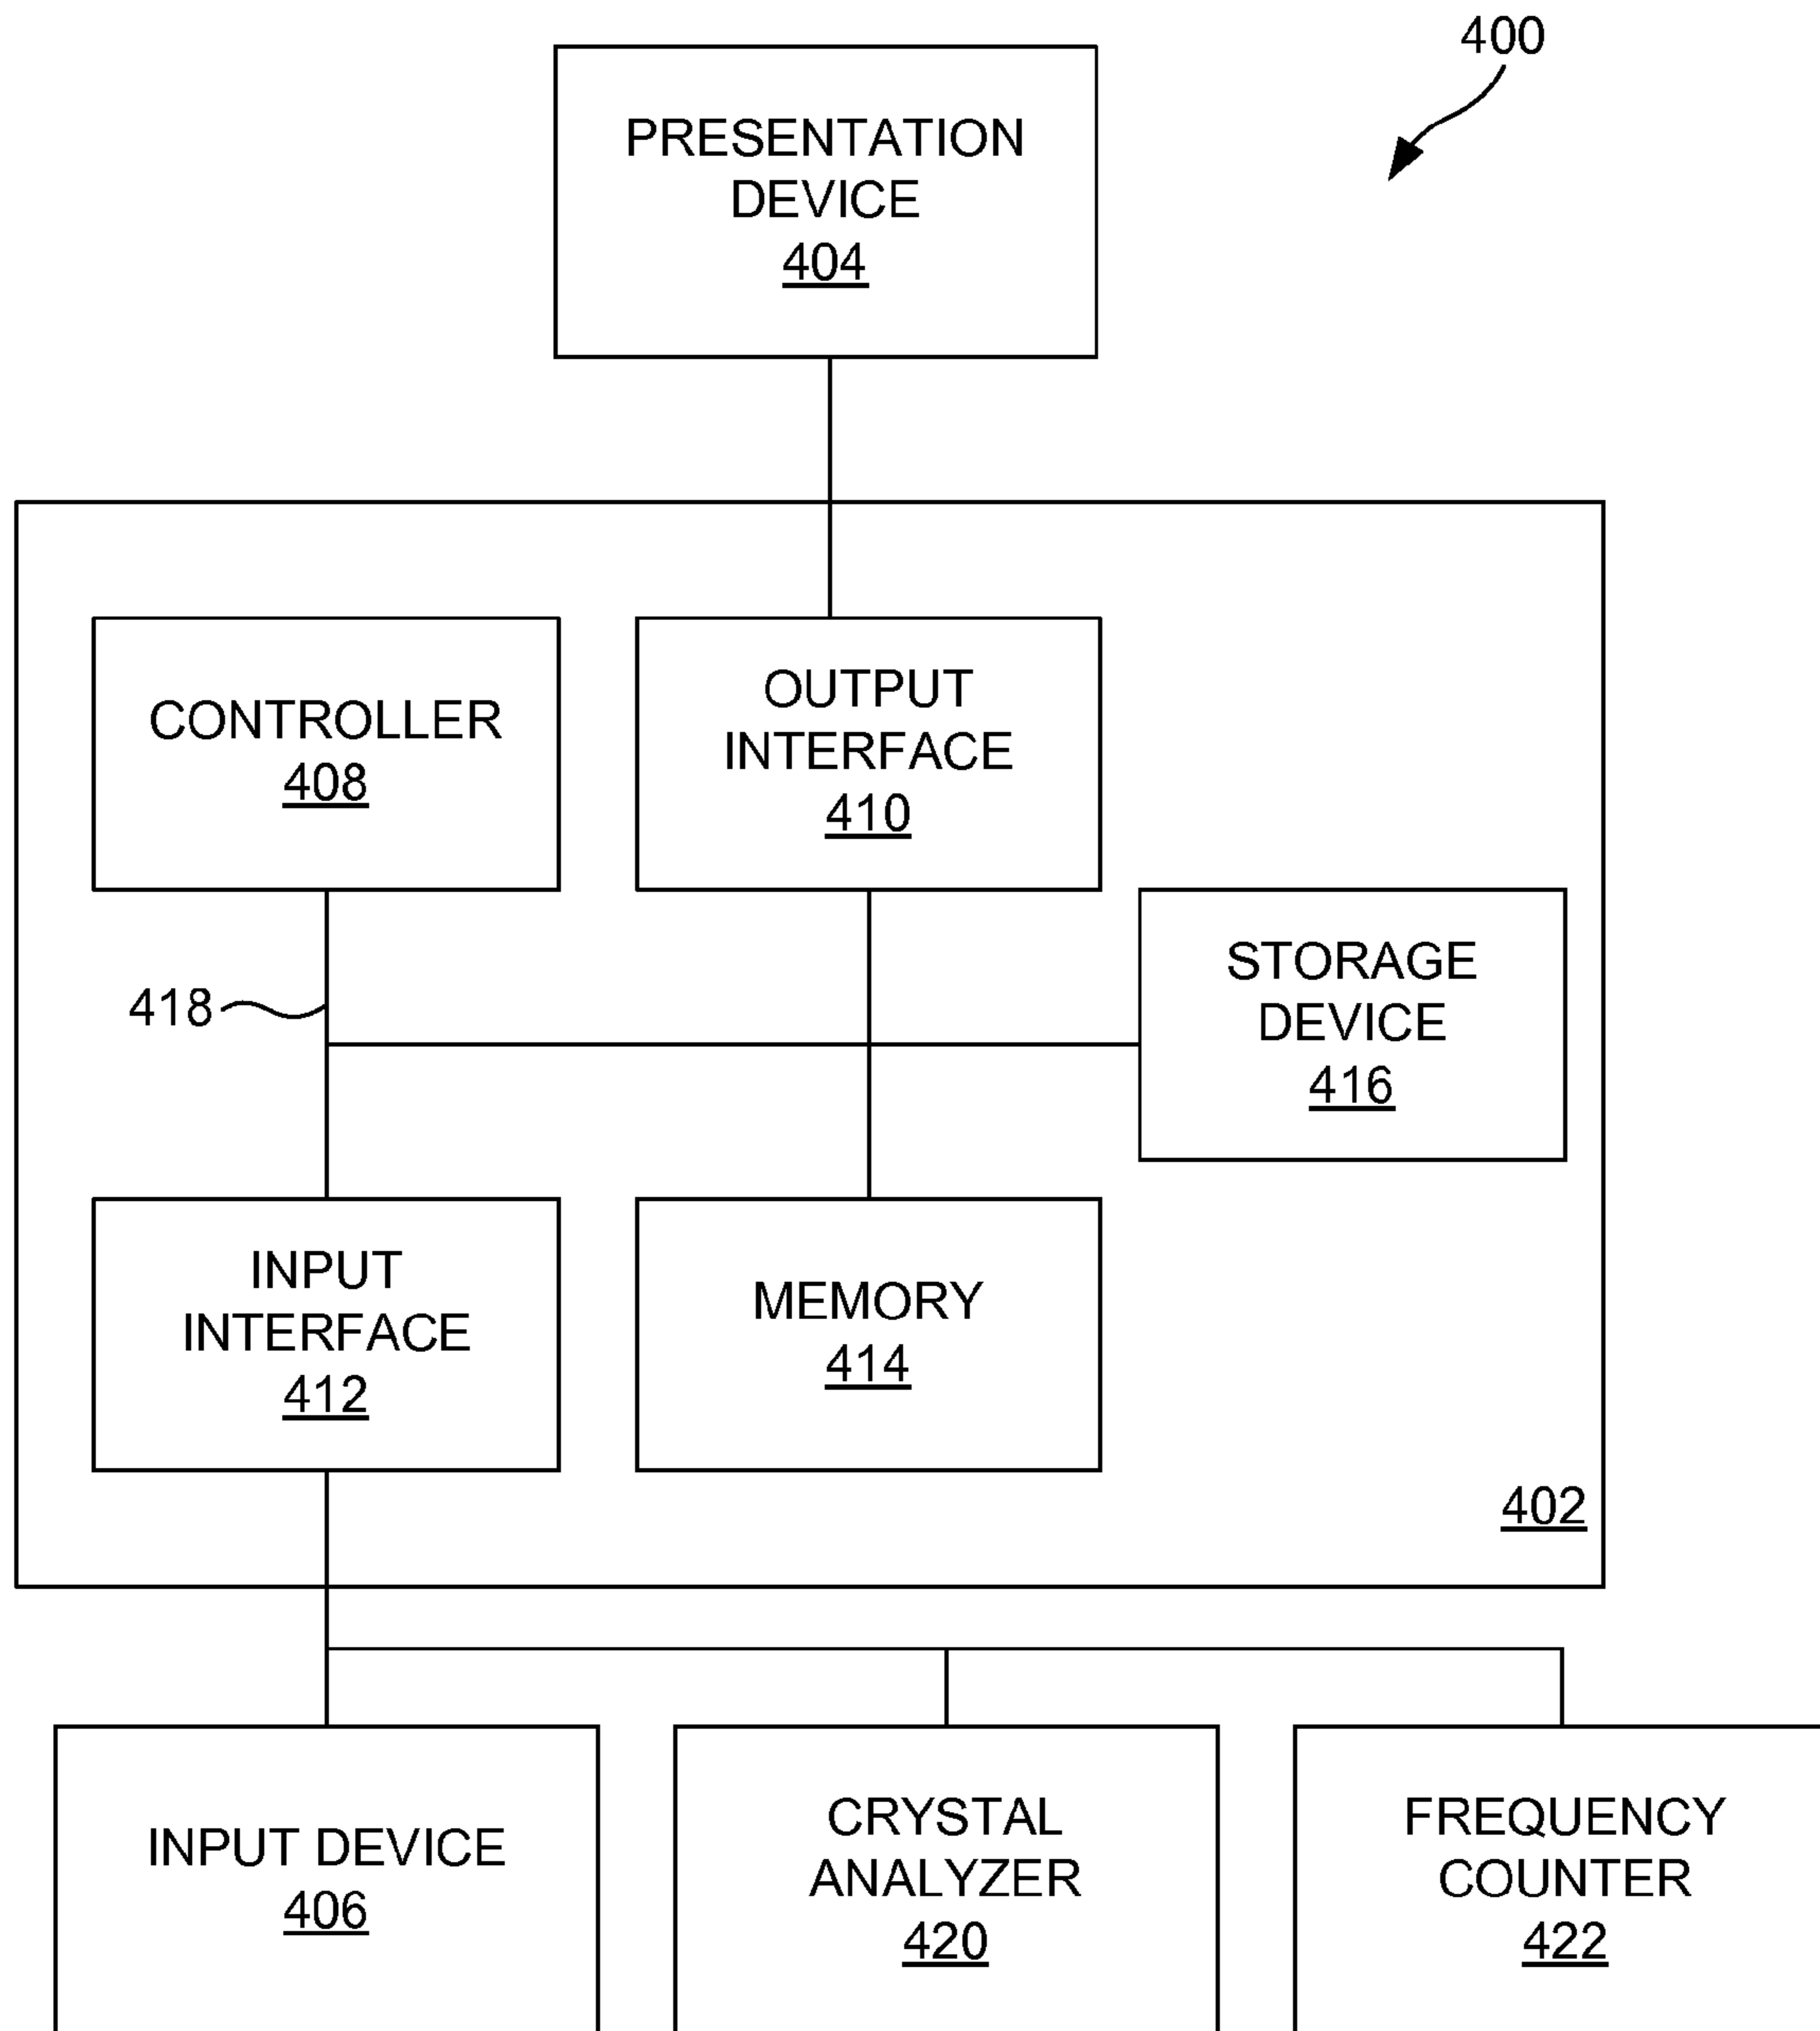 400
PRESENTATION
DEVICE
404
CONTROLLER
408
OUTPUT
INTERFACE
410
418
STORAGE
DEVICE
416
INPUT
INTERFACE
412
MEMORY
414
402
INPUT DEVICE
406
CRYSTAL
ANALYZER
420
FREQUENCY
COUNTER
422